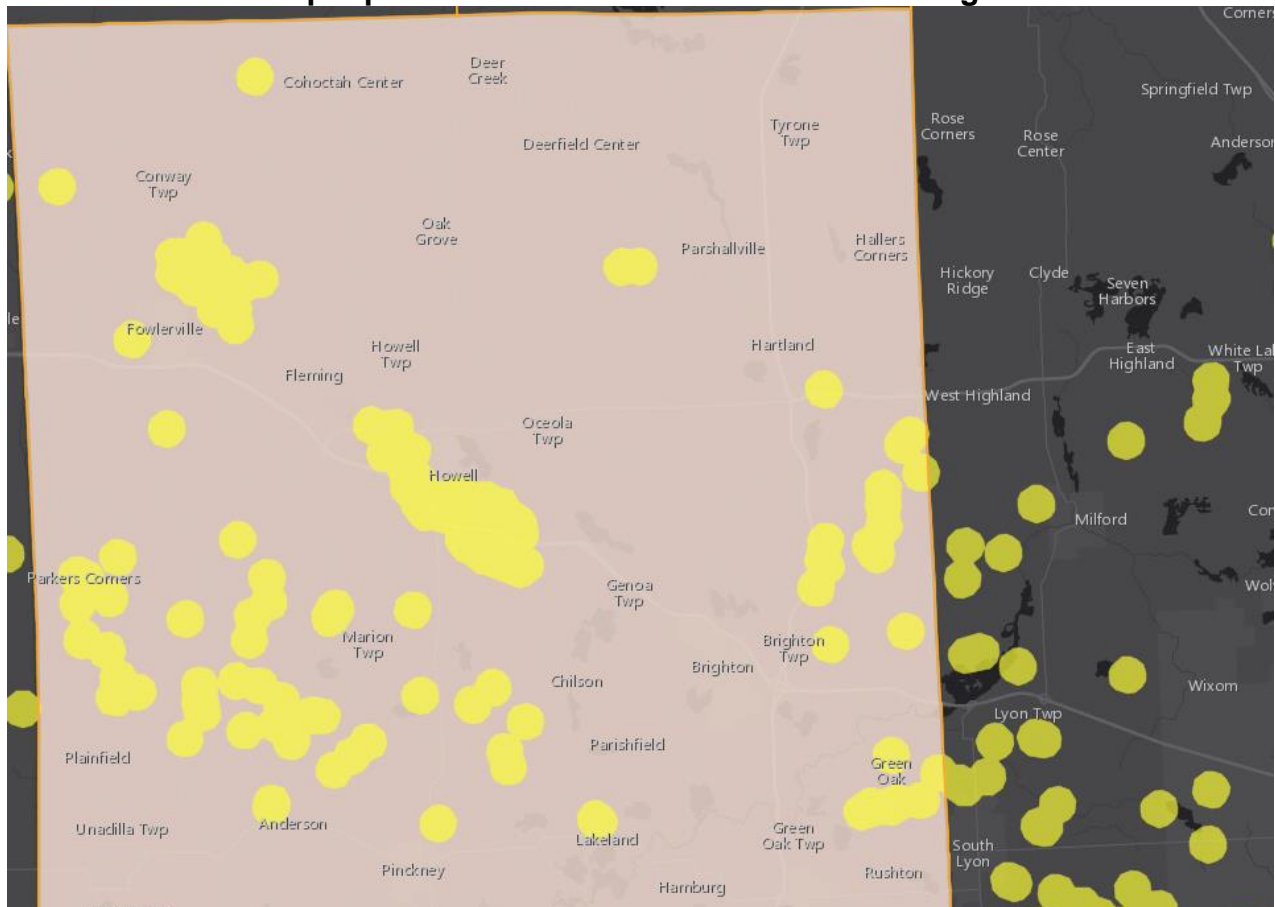 Corners
Deer
Creek
Cohoctah Center
Springfield Twp
Rose
Corners
Tyrone
Twp
Rose
Center
Deerfield Center
Anderson
Conway
Twp
Oak
Grove
Parshallville
Hallers
Corners
Hickory
Ridge
Clyde
Seven
Harbors
le
Fowlerville
Howell
Twp
Hartland
East
Highland
White La
Twp
Fleming
West Highland
Oceola
Twp
Howell
Milford
Parkers Corners
Genoa
Twp
Marion
Twp
Brighton
Twp
Brighton
Chilson
Wixom
Lyon Twp
Parishfield
Plainfield
Green
Oak
Unadilla Twp
Anderson
Green
Oak Twp
Lakeland
South
Lyon
Pinckney
Rushton
Hamburg